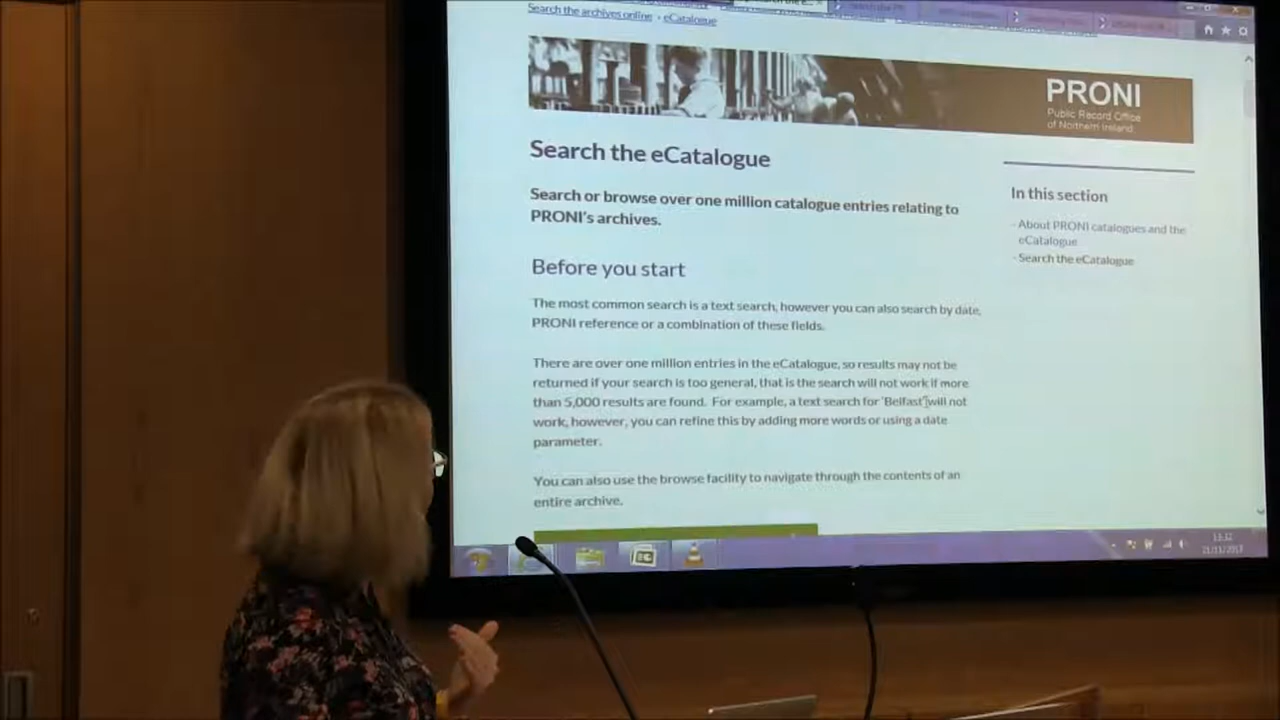 Search the archives online › eCatalogue
PRONI
Public Record Office
of Northern Ireland
Search the eCatalogue
Search or browse over one million catalogue entries relating to
PRONI's archives.
In this section
- About PRONI catalogues and the
eCatalogue
- Search the eCatalogue
Before you start
The most common search is a text search, however you can also search by date,
PRONI reference or a combination of these fields.
There are over one million entries in the eCatalogue, so results may not be
returned if your search is too general, that is the search will not work if more
than 5,000 results are found. For example, a text search for 'Belfast' will not
work, however, you can refine this by adding more words or using a date
parameter.
You can also use the browse facility to navigate through the contents of an
entire archive.